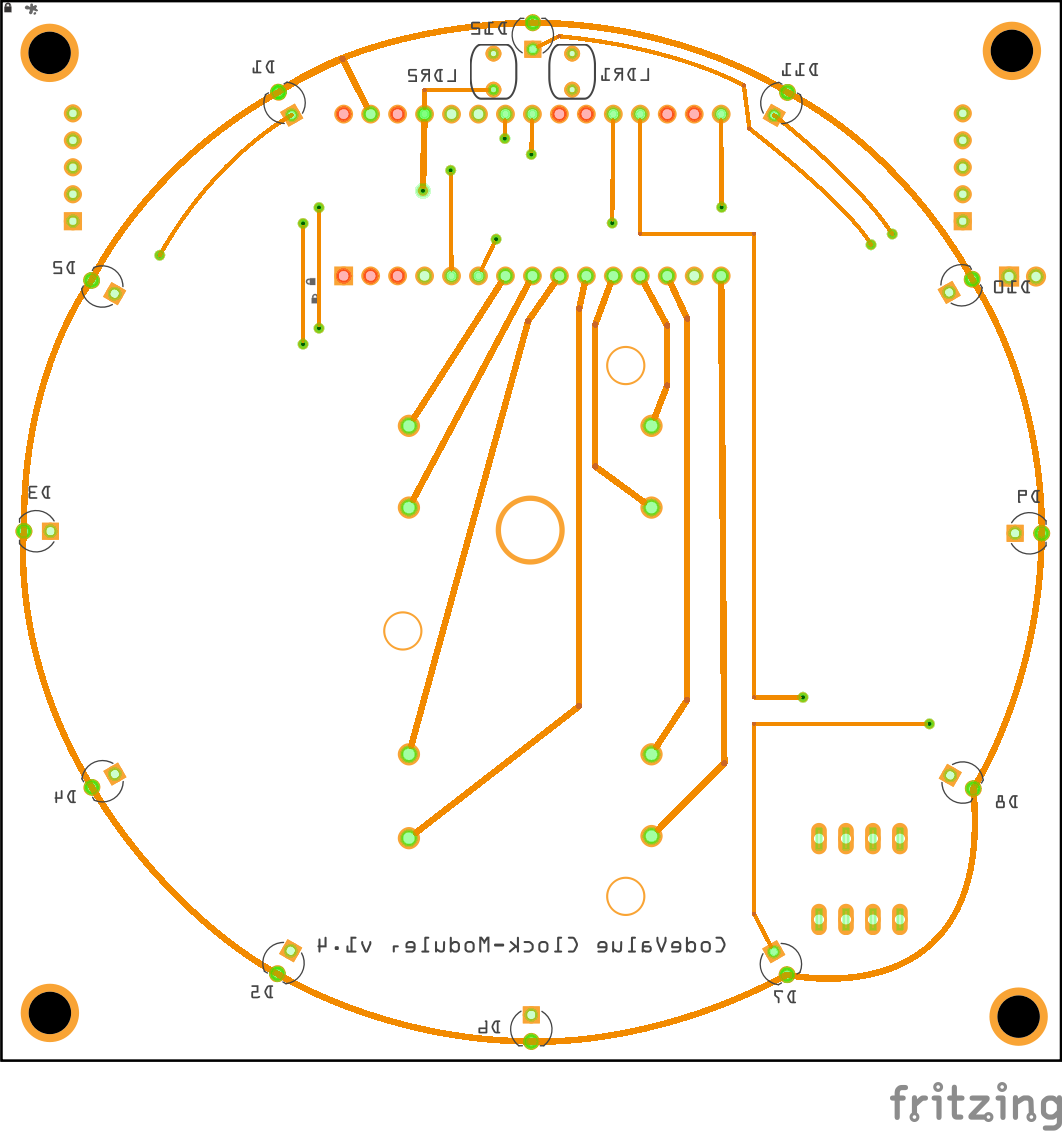 D12
D1
LDR2
LDR1
D11
D2
D10
D3
D9
D4
D8
CodeValue Clock-Module, v1.4
D5
D7
D6
fritzing